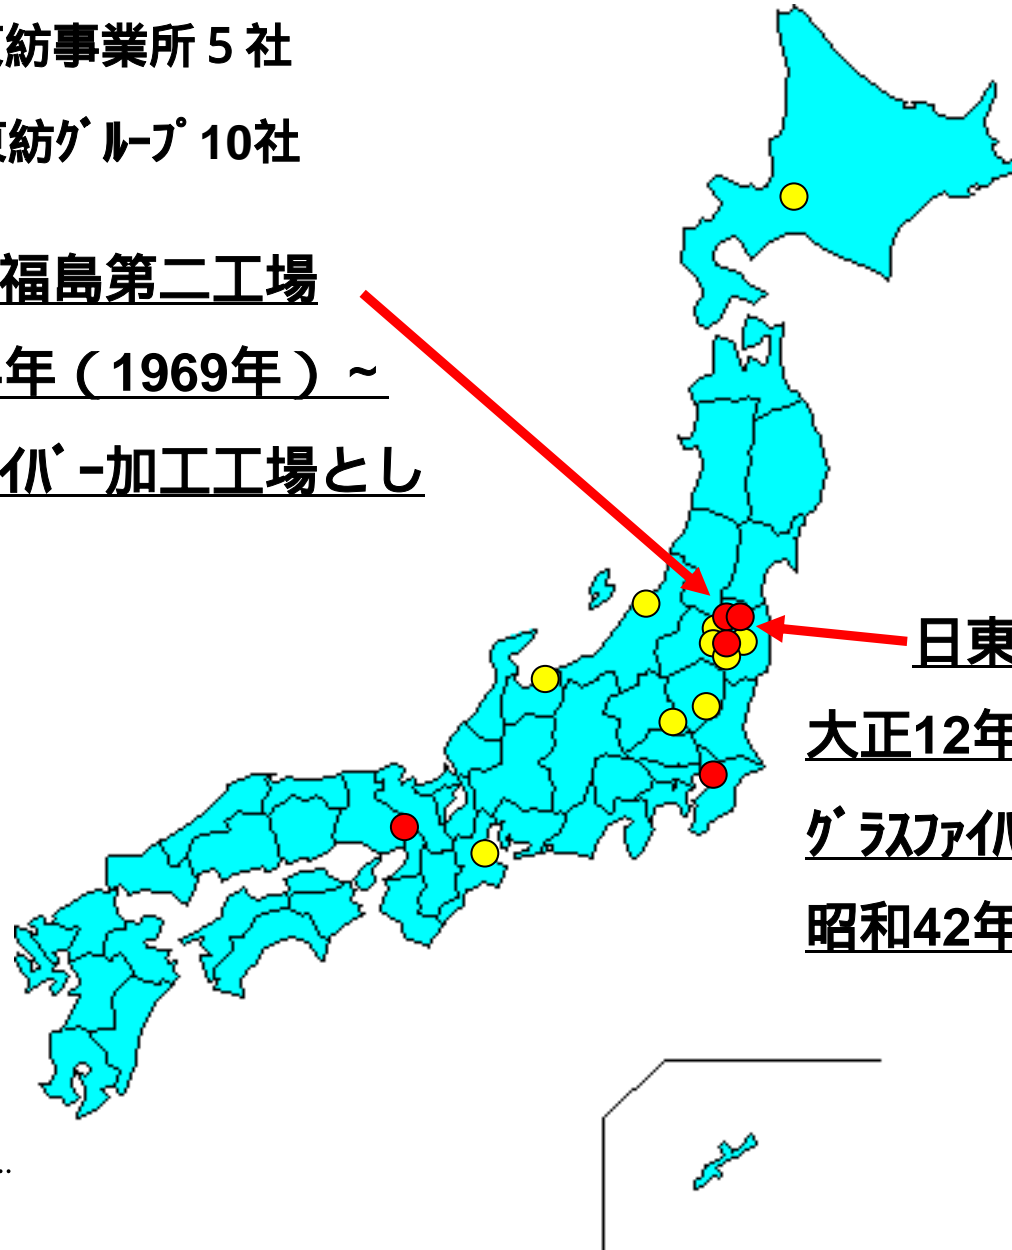 紡事業所5社
紡ｸﾞﾙｰﾌﾟ10社
福島第二工場
年（1969年）~
ｲﾊﾞｰ加工工場とし
日東
大正12年
ｸﾞﾗｽﾌｧｲﾊ
昭和42年
..